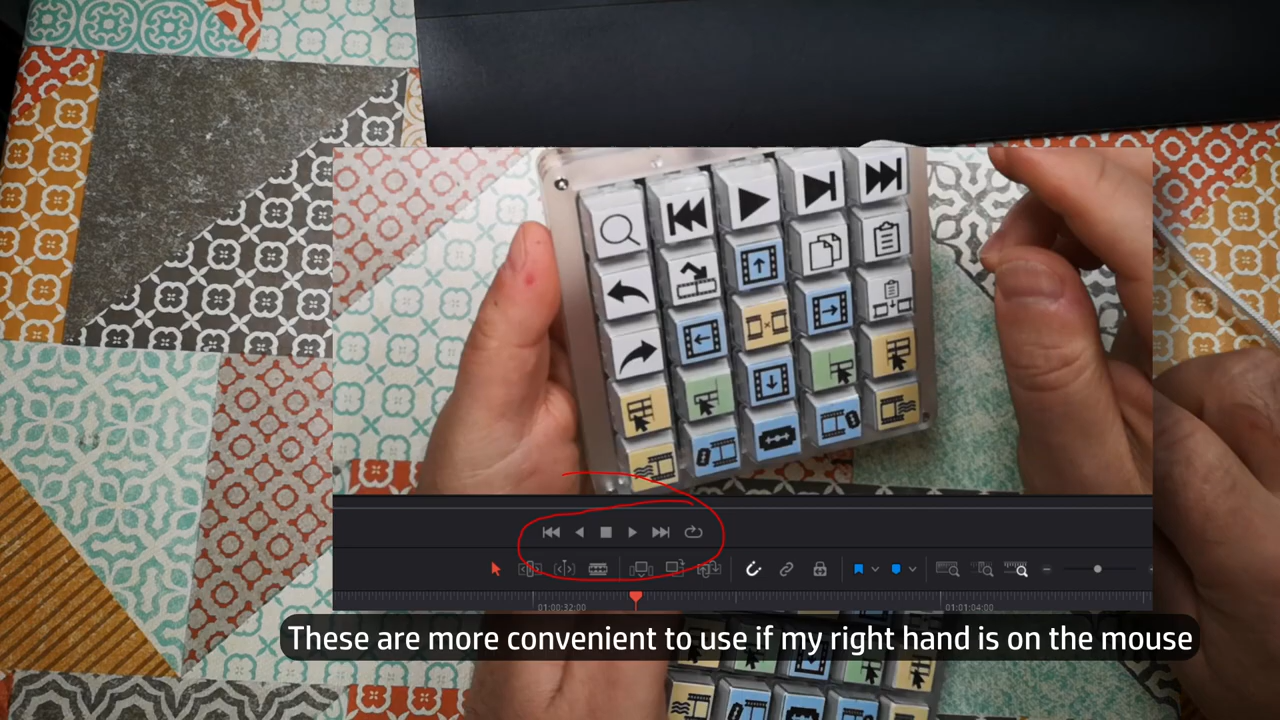 01:00:32:00
01:01:04:00
These are more convenient to use if my right hand is on the mouse